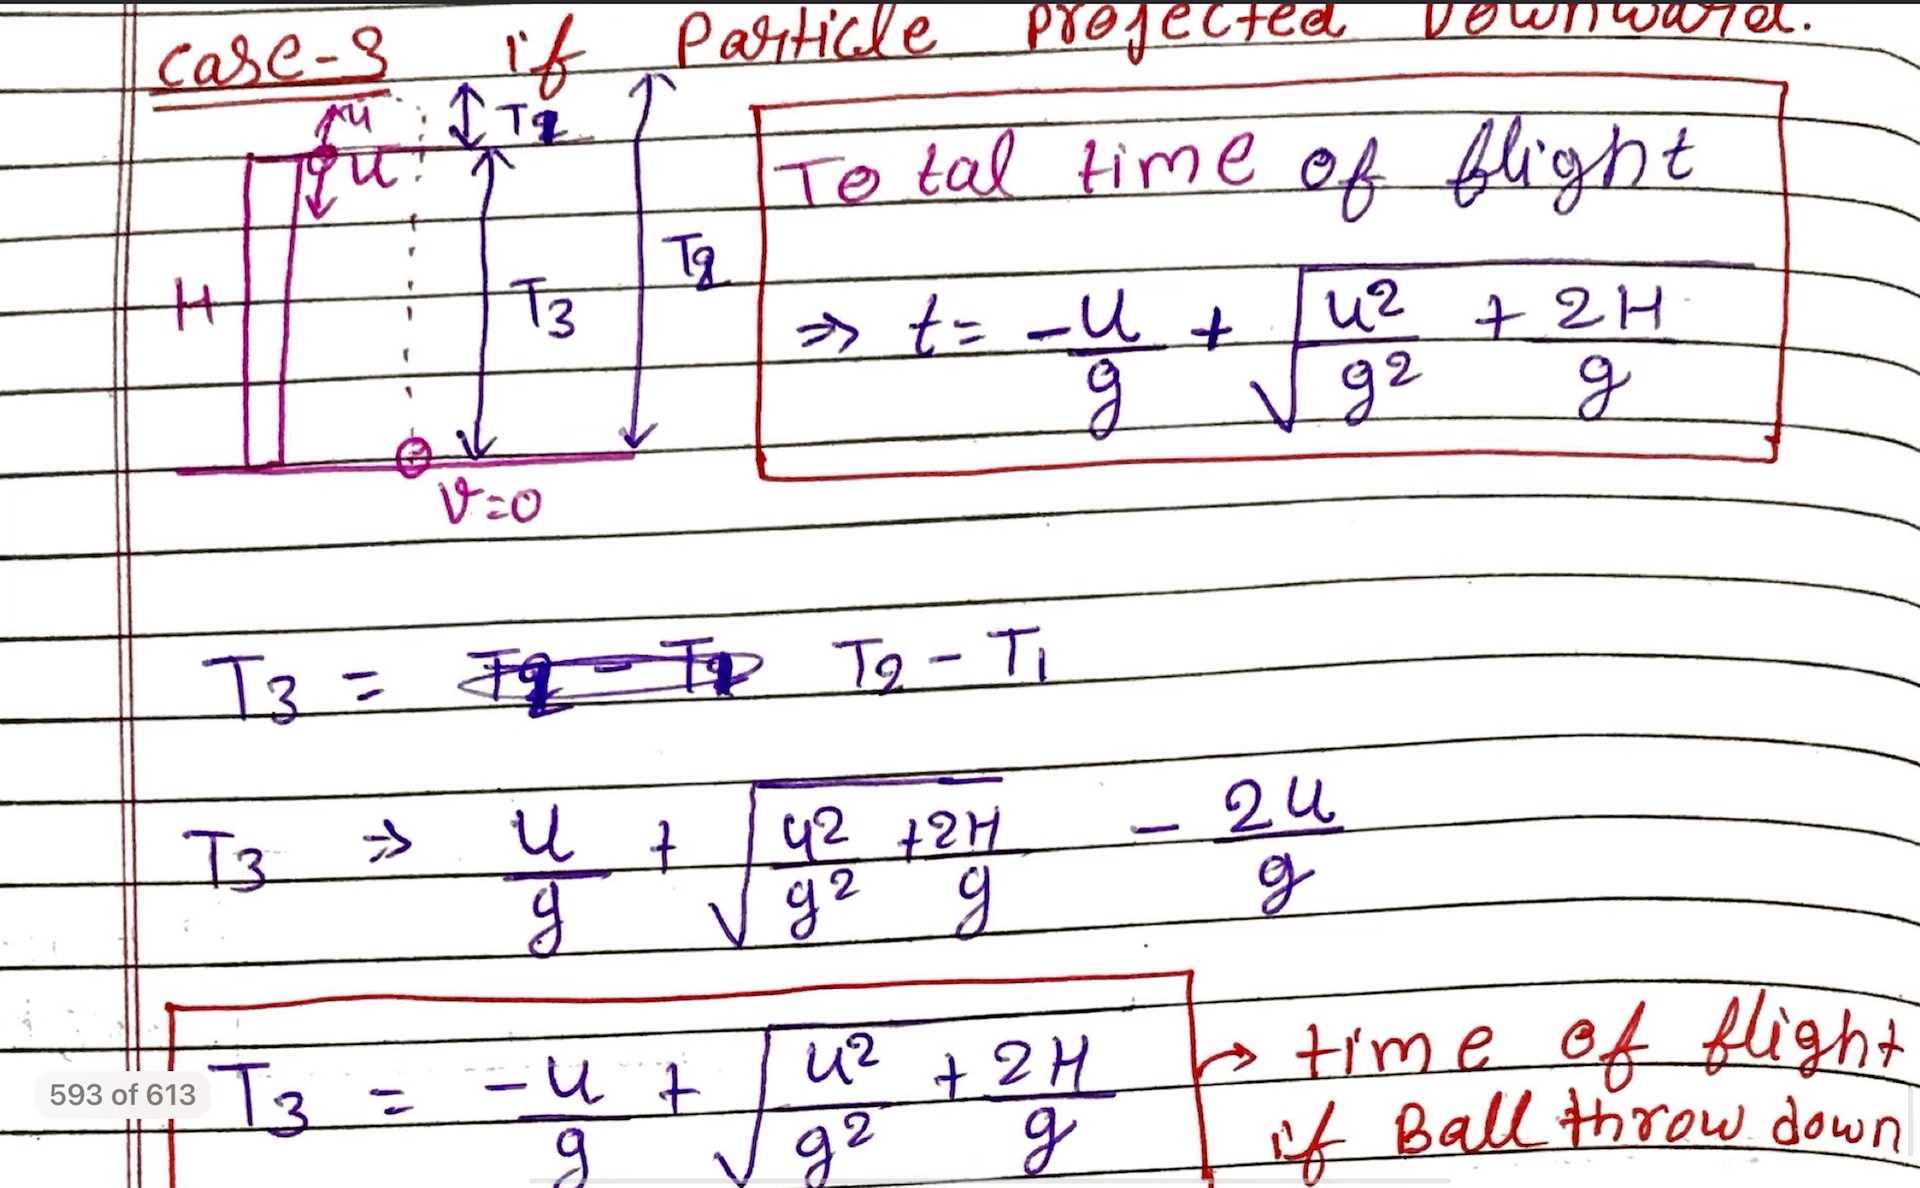 case-3 if Particle Projected Downward.
u
T1
u
H
T3
T2
v=0
Total time of flight
⇒ t = -u/g + √(u²/g² + 2H/g)
T3 = T2 - T1
T3 ⇒ u/g + √(u²/g² + 2H/g) - 2u/g
T3 = -u/g + √(u²/g² + 2H/g) → time of flight
if Ball throw down
593 of 613